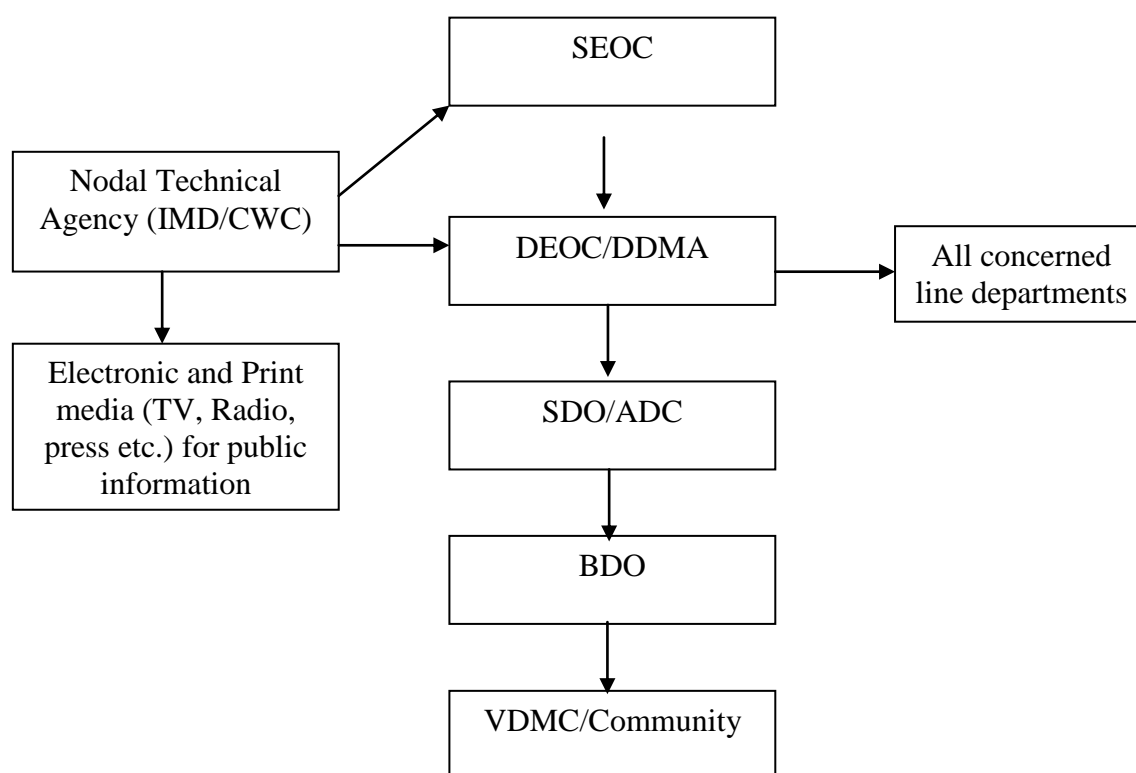 SEOC
Nodal Technical
Agency (IMD/CWC)
DEOC/DDMA
All concerned
line departments
Electronic and Print
media (TV, Radio,
press etc.) for public
information
SDO/ADC
BDO
VDMC/Community